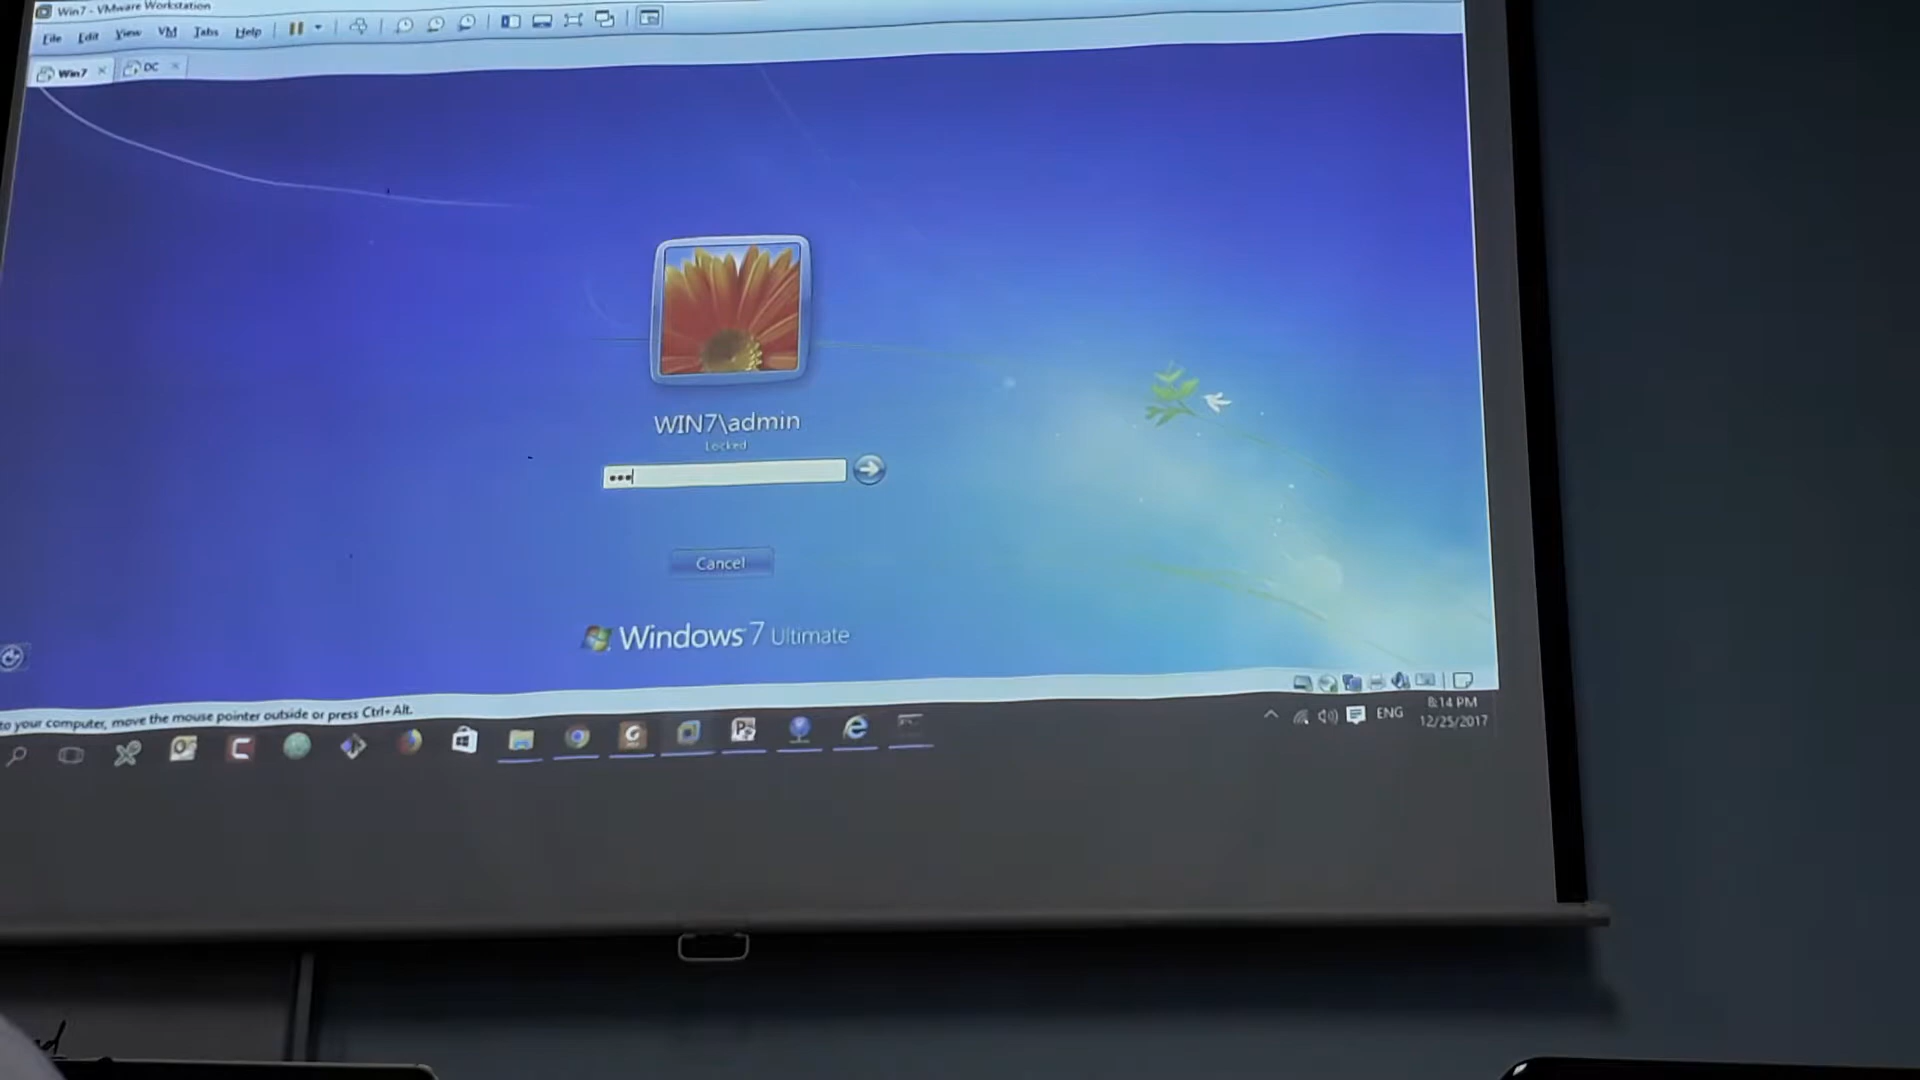 Win7 - VMware Workstation
File Edit View VM Tabs Help
Win7 DC
WIN7\admin
Locked
Cancel
Windows 7 Ultimate
to your computer, move the mouse pointer outside or press Ctrl+Alt.
ENG
8:14 PM
12/25/2017